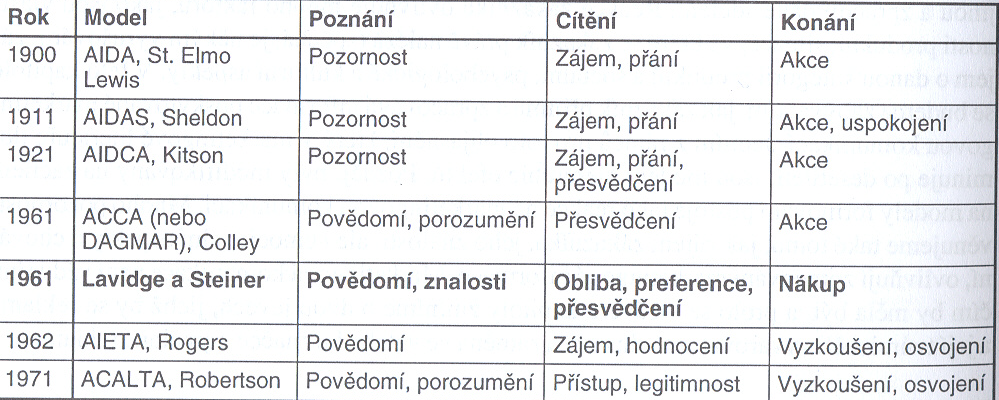 Rok Model Poznání Cítění Konání
1900 AIDA, St. Elmo Pozornost Zájem, přání Akce
Lewis
1911 AIDAS, Sheldon Pozornost Zájem, přání Akce, uspokojení
1921 AIDCA, Kitson Pozornost Zájem, přání, Akce
přesvědčení
1961 ACCA (nebo Povědomí, porozumění Přesvědčení Akce
DAGMAR), Colley
1961 Lavidge a Steiner Povědomí, znalosti Obliba, preference, Nákup
přesvědčení
1962 AIETA, Rogers Povědomí Zájem, hodnocení Vyzkoušení, osvojení
1971 ACALTA, Robertson Povědomí, porozumění Přístup, legitimnost Vyzkoušení, osvojení